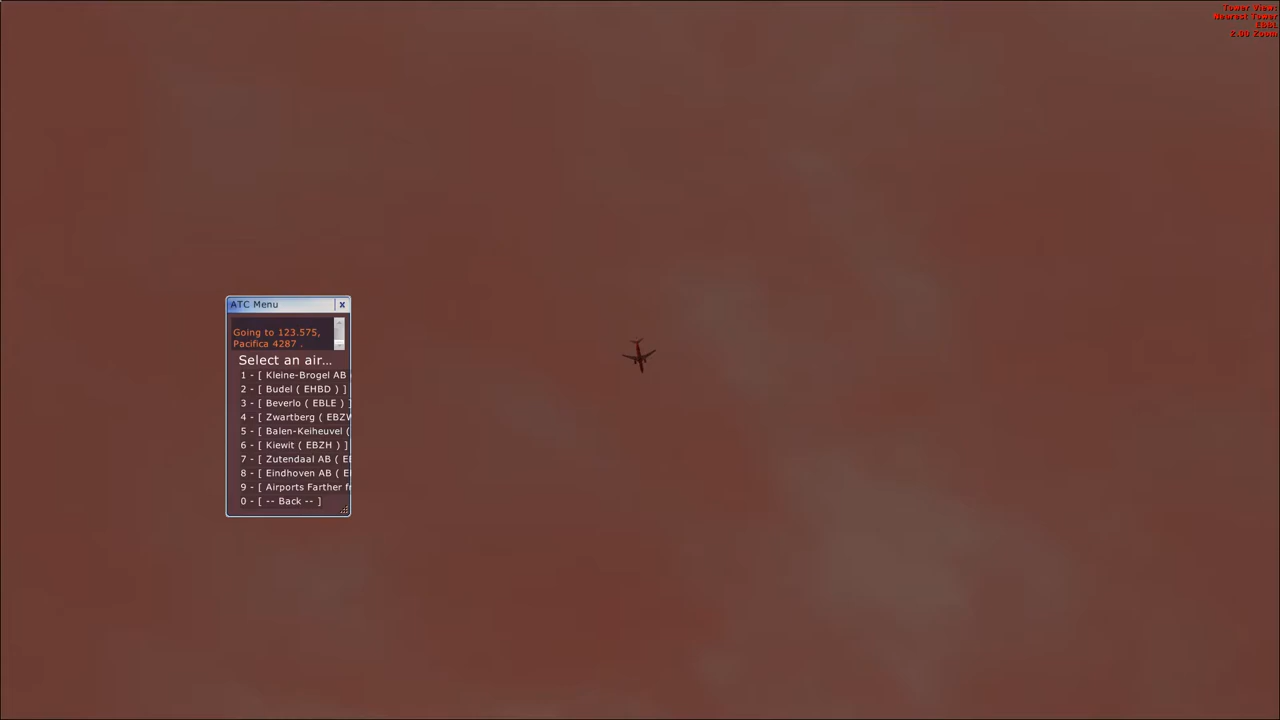 Tower View:
Nearest Tower
EBBL
2.00 Zoom
ATC Menu
x
Going to 123.575,
Pacifica 4287 .
Select an air...
1 - [ Kleine-Brogel AB (
2 - [ Budel ( EHBD ) ]
3 - [ Beverlo ( EBLE ) ]
4 - [ Zwartberg ( EBZW
5 - [ Balen-Keiheuvel (
6 - [ Kiewit ( EBZH ) ]
7 - [ Zutendaal AB ( EB
8 - [ Eindhoven AB ( E
9 - [ Airports Farther fr
0 - [ -- Back -- ]